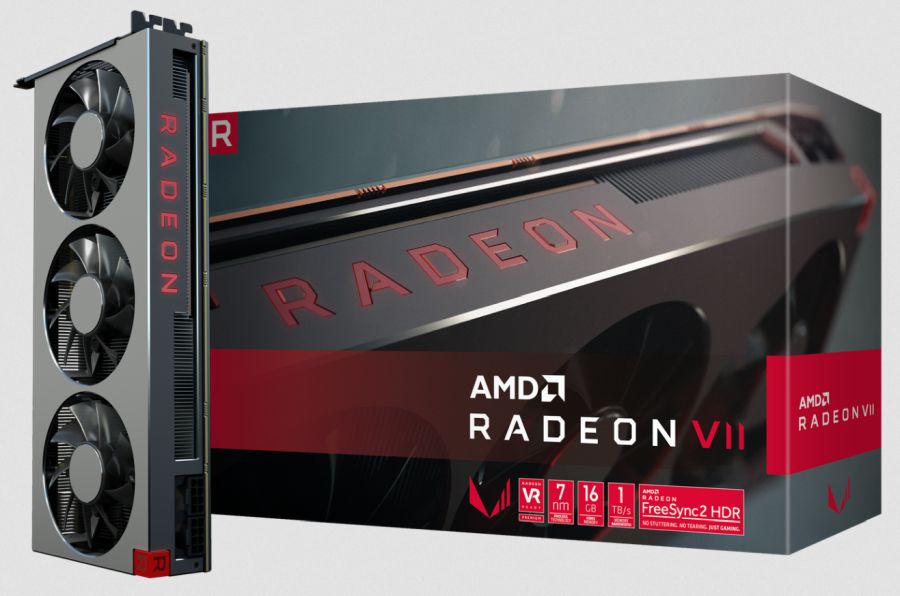 RADEON
R
R
RADEON
AMD
RADEON VII
RADEON
VR
READY
PREMIUM
7
nm
16
GB
1
TB/s
AMD
RADEON
FreeSync2 HDR
NO STUTTERING. NO TEARING. JUST GAMING.
AMD
RADEON VII